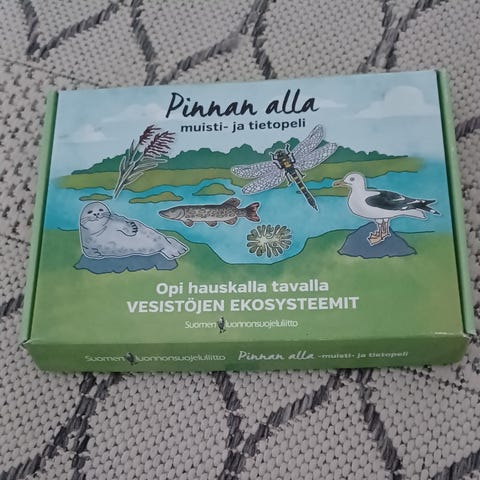 Pinnan alla
muisti- ja tietopeli
Opi hauskalla tavalla
VESISTÖJEN EKOSYSTEEMIT
Suomen luonnonsuojeluliitto
Suomen luonnonsuojeluliitto Pinnan alla -muisti- ja tietopeli